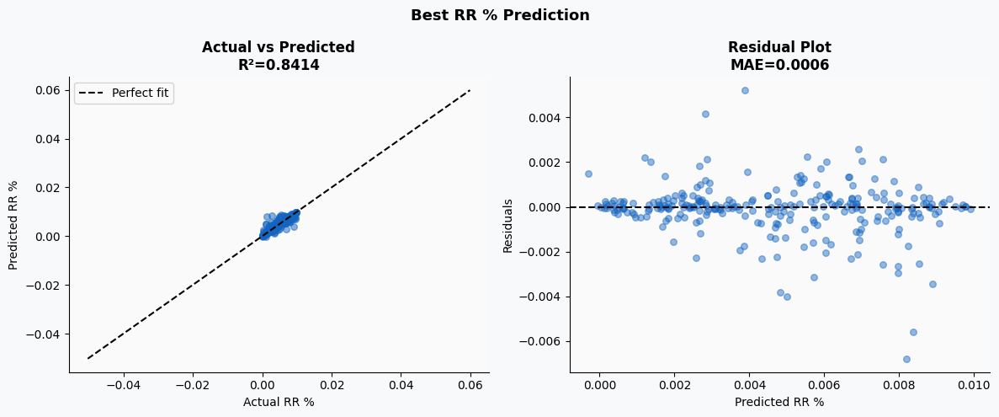 Best RR % Prediction
Actual vs Predicted
R²=0.8414
Perfect fit
0.06
0.04
0.02
0.00
−0.02
−0.04
Predicted RR %
−0.04
−0.02
0.00
0.02
0.04
0.06
Actual RR %
Residual Plot
MAE=0.0006
0.004
0.002
0.000
−0.002
−0.004
−0.006
Residuals
0.000
0.002
0.004
0.006
0.008
0.010
Predicted RR %